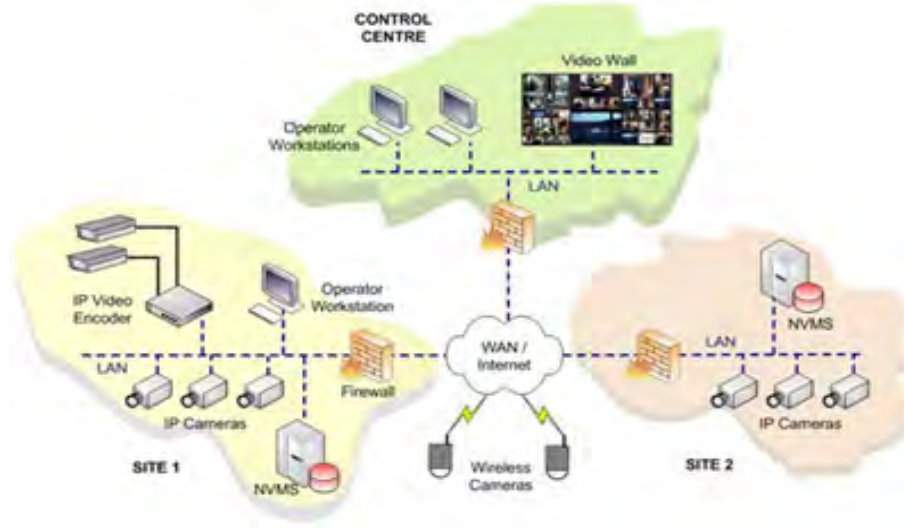 CONTROL
CENTRE
Video Wall
Operator
Workstations
LAN
IP Video
Encoder
Operator
Workstation
LAN
Firewall
IP Cameras
NVMS
SITE 1
WAN /
Internet
Wireless
Cameras
NVMS
LAN
IP Cameras
SITE 2